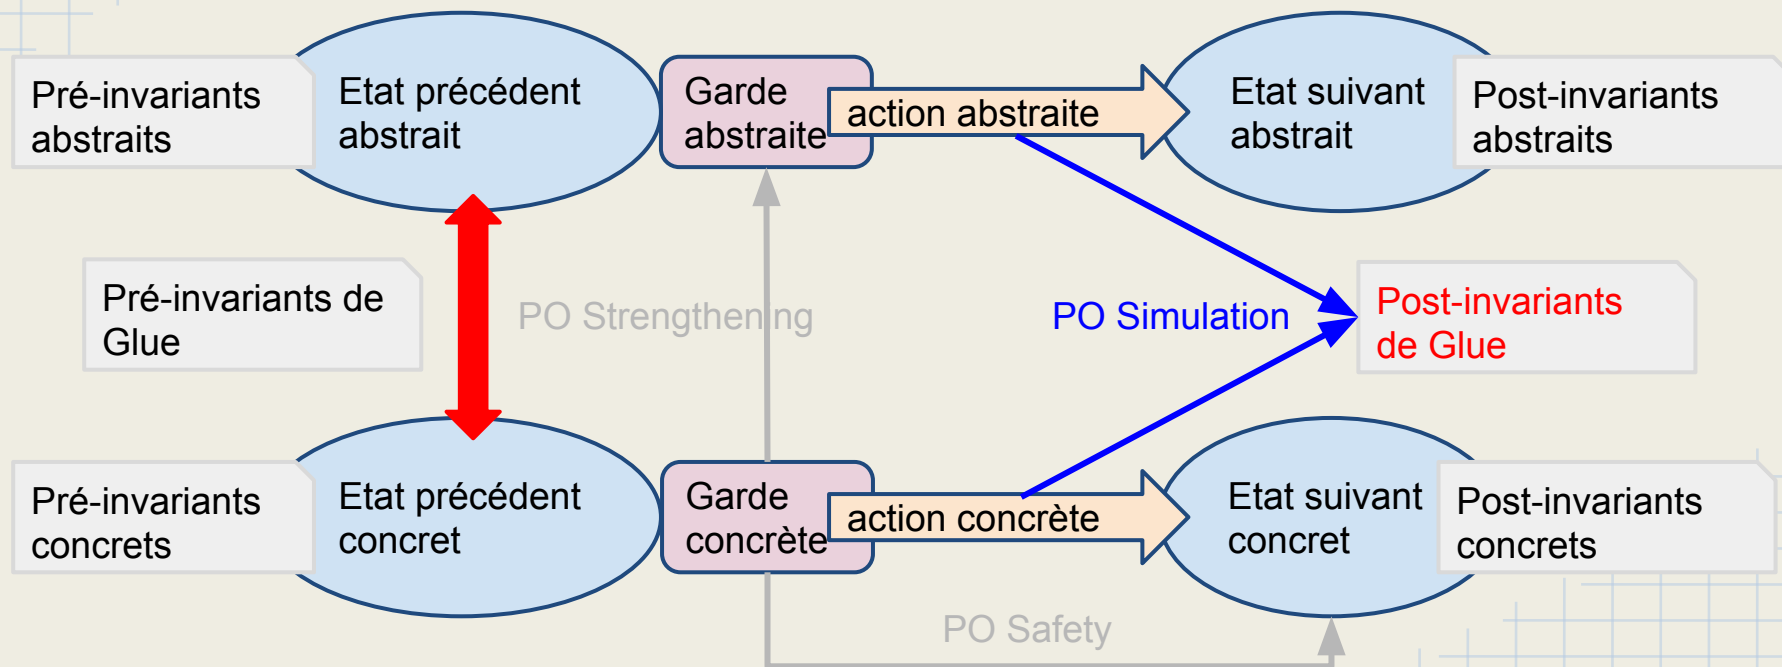 Pré-invariants
abstraits
Etat précédent
abstrait
Garde
abstraite
action abstraite
Etat suivant
abstrait
Post-invariants
abstraits
Pré-invariants de
Glue
PO Strengthening
PO Simulation
Post-invariants
de Glue
Pré-invariants
concrets
Etat précédent
concret
Garde
concrète
action concrète
Etat suivant
concret
Post-invariants
concrets
PO Safety